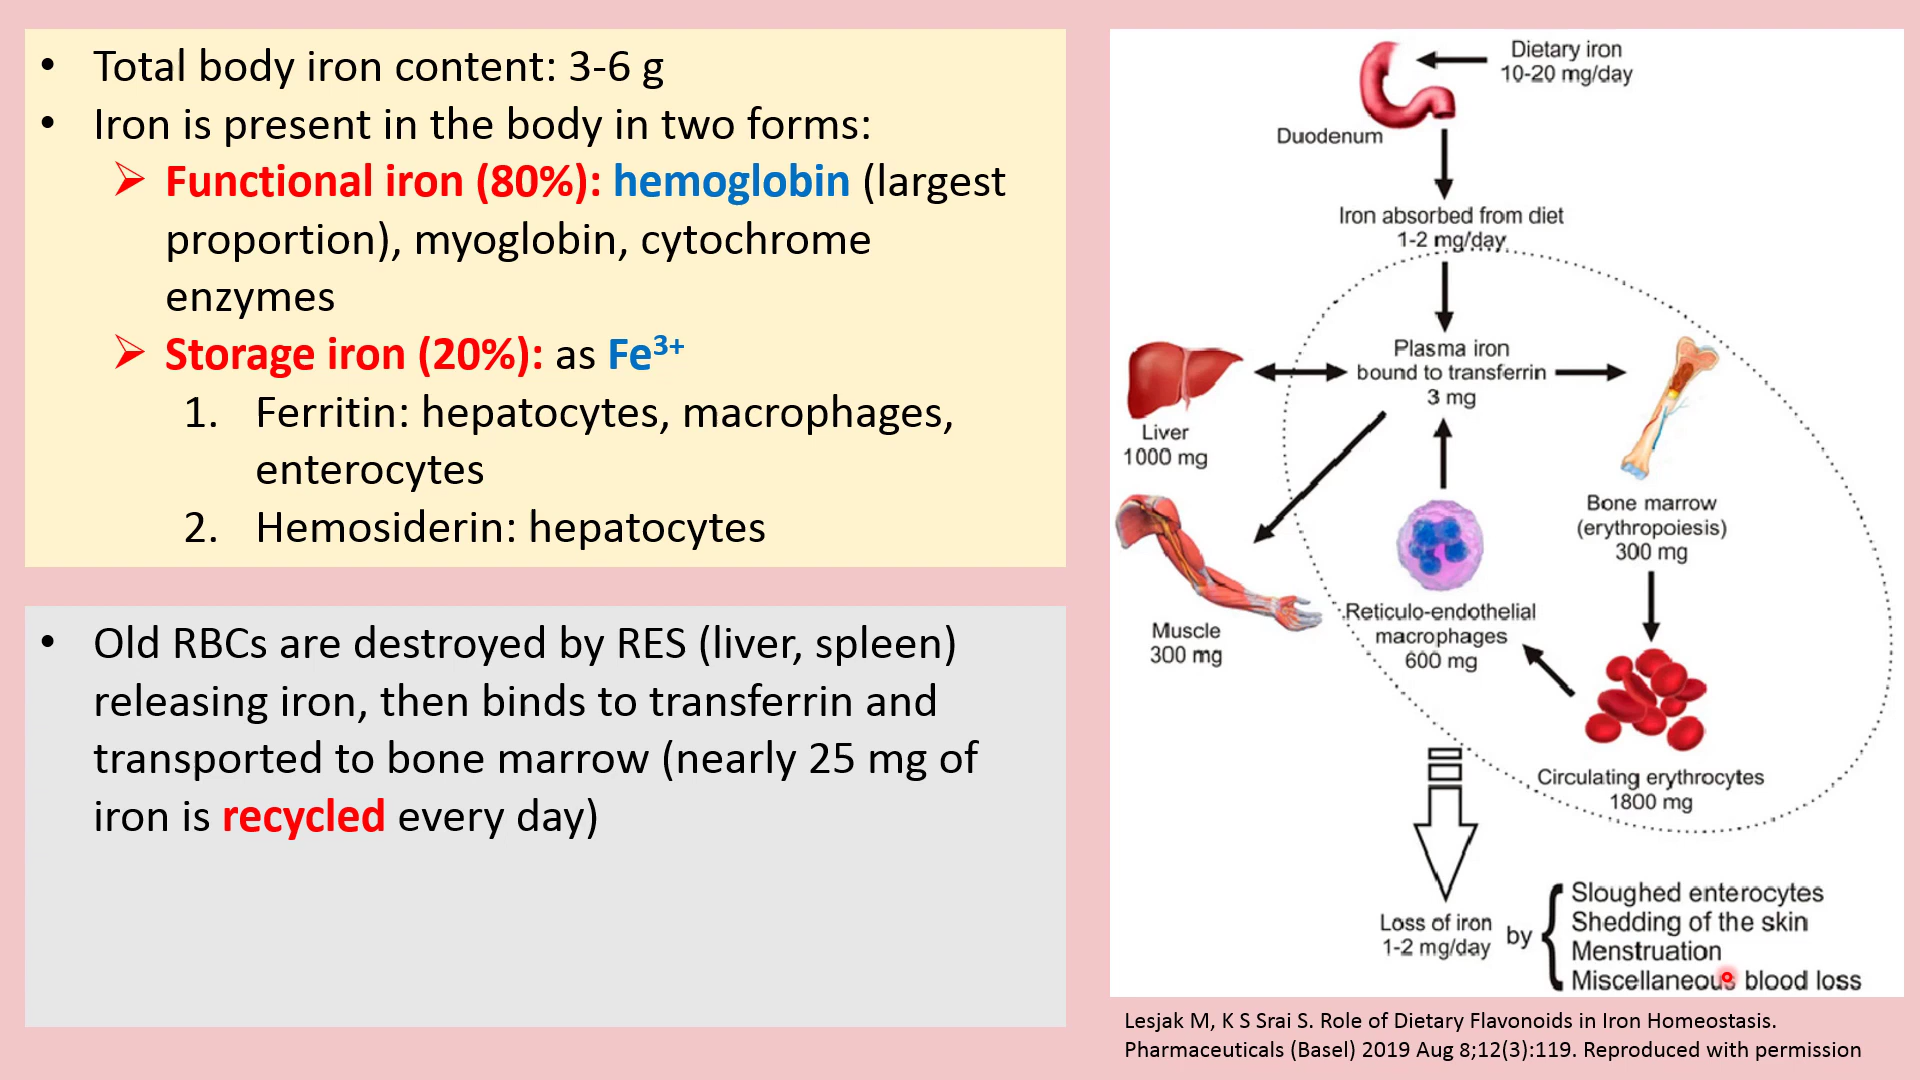 • Total body iron content: 3-6 g
• Iron is present in the body in two forms:
➢ Functional iron (80%): hemoglobin (largest
proportion), myoglobin, cytochrome
enzymes
➢ Storage iron (20%): as Fe³⁺
1. Ferritin: hepatocytes, macrophages,
enterocytes
2. Hemosiderin: hepatocytes
• Old RBCs are destroyed by RES (liver, spleen)
releasing iron, then binds to transferrin and
transported to bone marrow (nearly 25 mg of
iron is recycled every day)
Dietary iron
10-20 mg/day
Duodenum
Iron absorbed from diet
1-2 mg/day
Plasma iron
bound to transferrin
3 mg
Liver
1000 mg
Bone marrow
(erythropoiesis)
300 mg
Muscle
300 mg
Reticulo-endothelial
macrophages
600 mg
Circulating erythrocytes
1800 mg
Loss of iron
1-2 mg/day
by
Sloughed enterocytes
Shedding of the skin
Menstruation
Miscellaneous blood loss
Lesjak M, K S Srai S. Role of Dietary Flavonoids in Iron Homeostasis.
Pharmaceuticals (Basel) 2019 Aug 8;12(3):119. Reproduced with permission